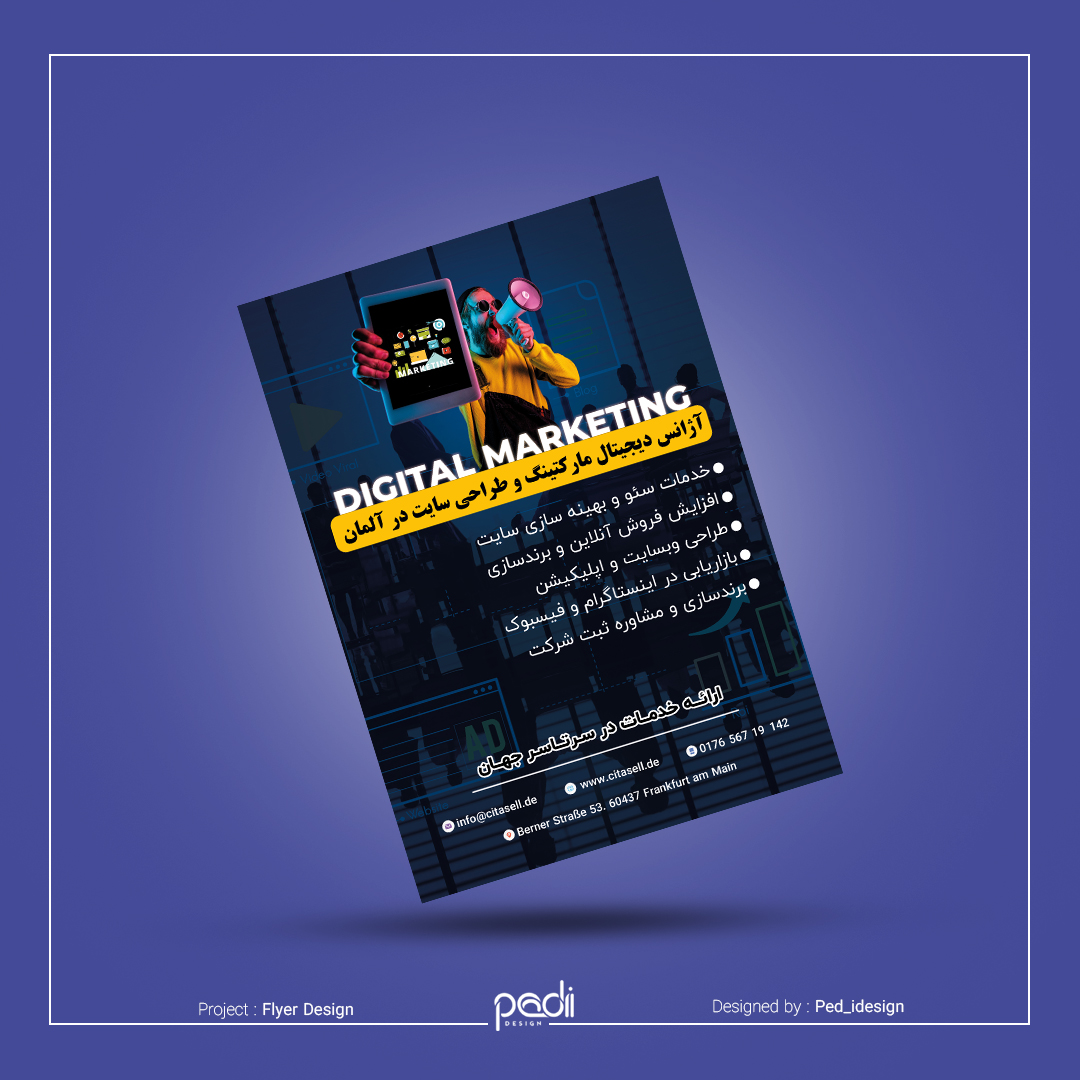 MARKETING
DIGITAL MARKETING
آژانس دیجیتال مارکتینگ و طراحی سایت در آلمان
خدمات سئو و بهینه سازی سایت
افزایش فروش آنلاین و برندسازی
طراحی وبسایت و اپلیکیشن
بازاریابی در اینستاگرام و فیسبوک
برندسازی و مشاوره ثبت شرکت
AD
ارائه خدمات در سرتاسر جهان
info@citasell.de www.citasell.de 0176 567 19 142
Berner Straße 53. 60437 Frankfurt am Main
Project : Flyer Design
padii
DESIGN
Designed by : Ped_idesign